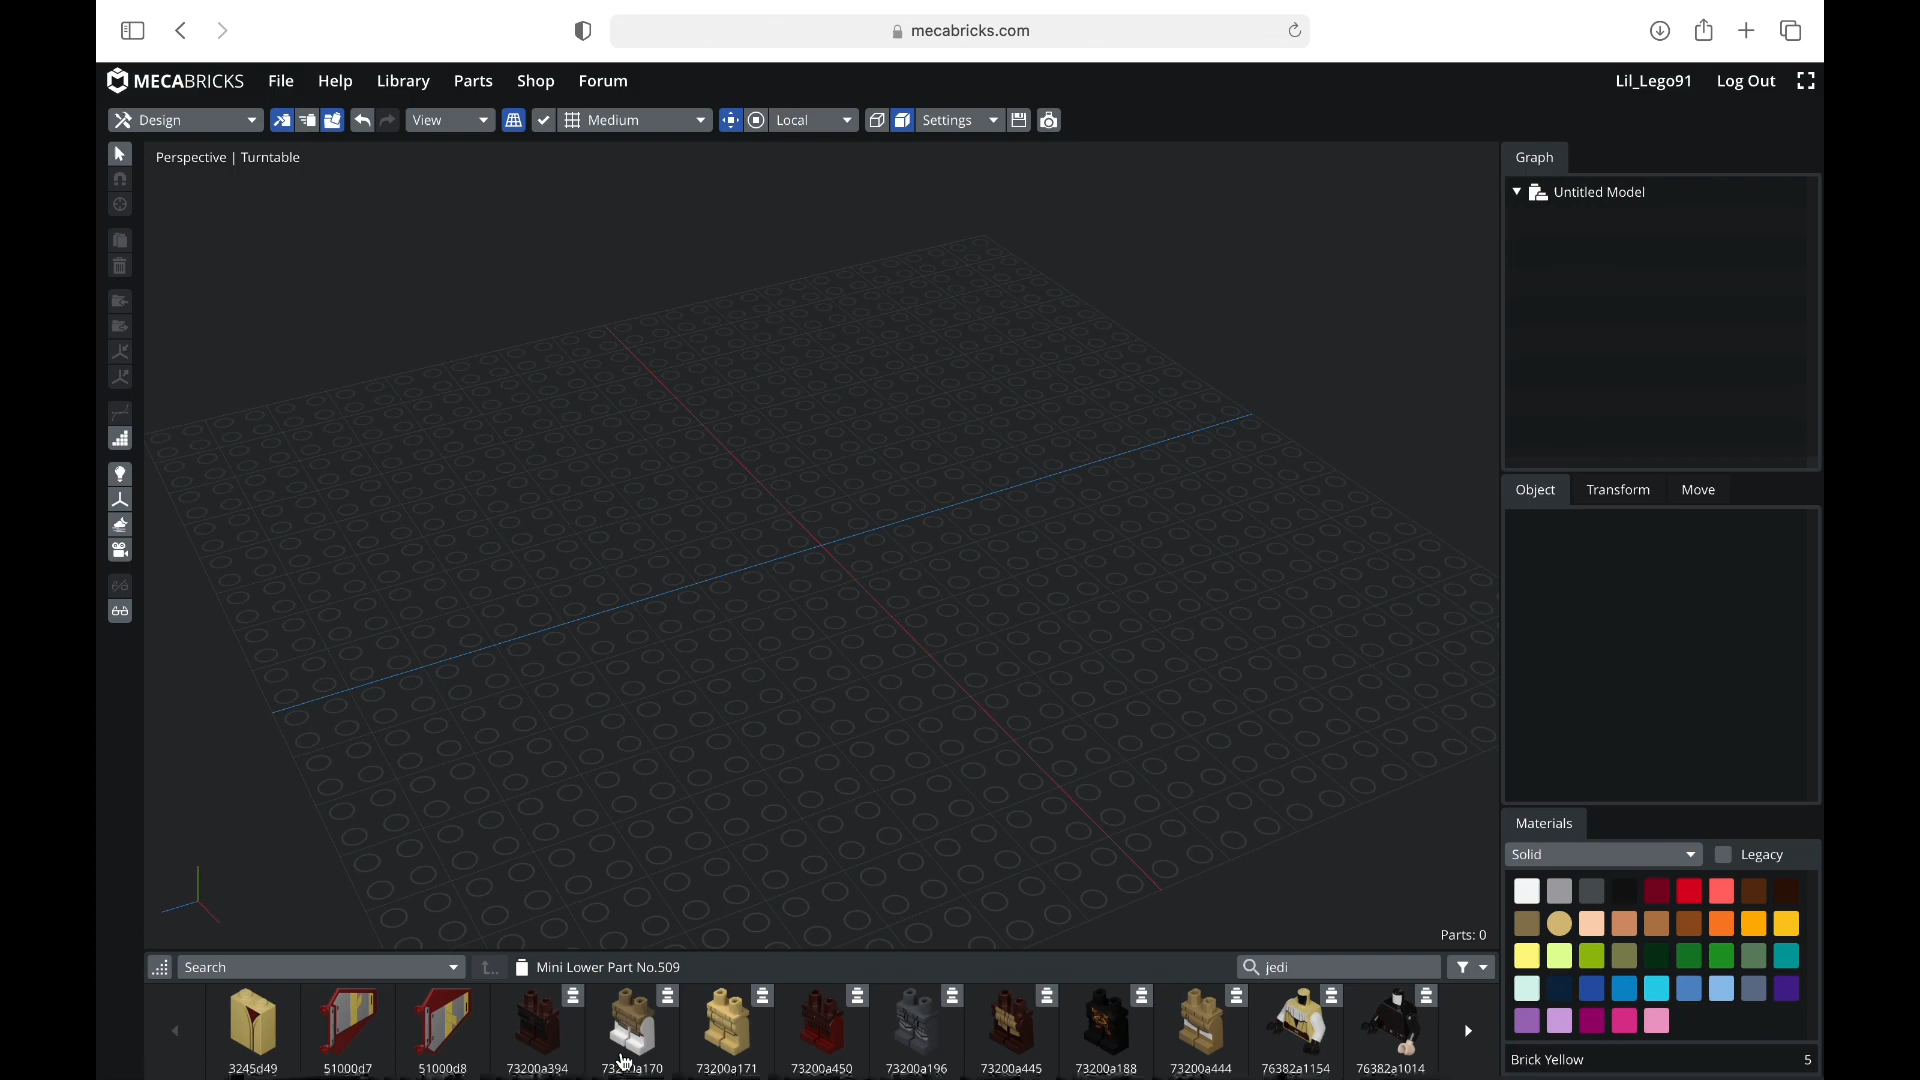 mecabricks.com
MECABRICKS File Help Library Parts Shop Forum Lil_Lego91 Log Out
Design View Medium Local Settings
Perspective | Turntable
Graph
Untitled Model
Object Transform Move
Materials
Solid Legacy
Brick Yellow 5
Parts: 0
Search Mini Lower Part No.509 jedi
3245d49 51000d7 51000d8 73200a394 73200a170 73200a171 73200a450 73200a196 73200a445 73200a188 73200a444 76382a1154 76382a1014